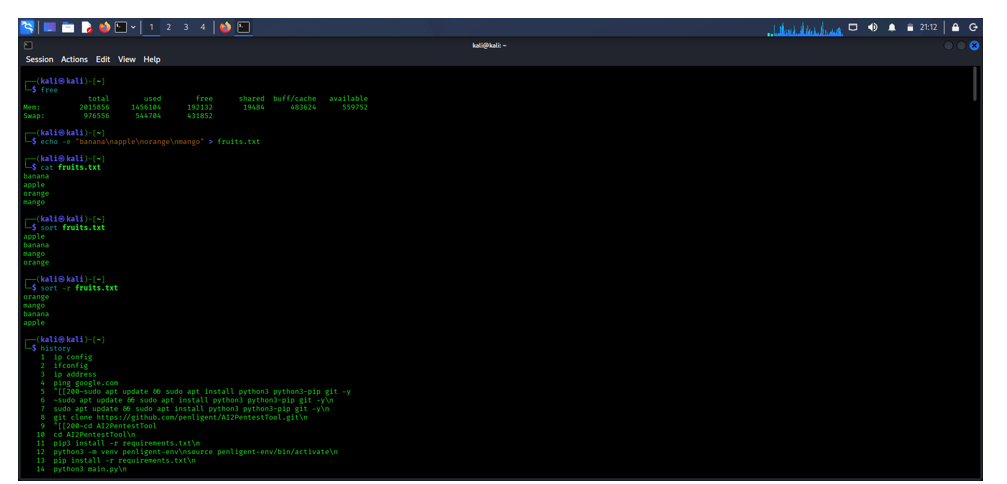 1 2 3 4 21:12
kali@kali: ~
Session Actions Edit View Help
┌──(kali㉿kali)-[~]
└─$ free
total used free shared buff/cache available
Mem: 2015856 1456104 192132 19484 483624 559752
Swap: 976556 544704 431852
┌──(kali㉿kali)-[~]
└─$ echo -e "banana\napple\norange\nmango" > fruits.txt
┌──(kali㉿kali)-[~]
└─$ cat fruits.txt
banana
apple
orange
mango
┌──(kali㉿kali)-[~]
└─$ sort fruits.txt
apple
banana
mango
orange
┌──(kali㉿kali)-[~]
└─$ sort -r fruits.txt
orange
mango
banana
apple
┌──(kali㉿kali)-[~]
└─$ history
1 ip config
2 ifconfig
3 ip address
4 ping google.com
5 ^[[200~sudo apt update && sudo apt install python3 python3-pip git -y
6 ~sudo apt update && sudo apt install python3 python3-pip git -y\n
7 sudo apt update && sudo apt install python3 python3-pip git -y\n
8 git clone https://github.com/penligent/AI2PentestTool.git\n
9 ^[[200~cd AI2PentestTool
10 cd AI2PentestTool\n
11 pip3 install -r requirements.txt\n
12 python3 -m venv penligent-env\nsource penligent-env/bin/activate\n
13 pip install -r requirements.txt\n
14 python3 main.py\n